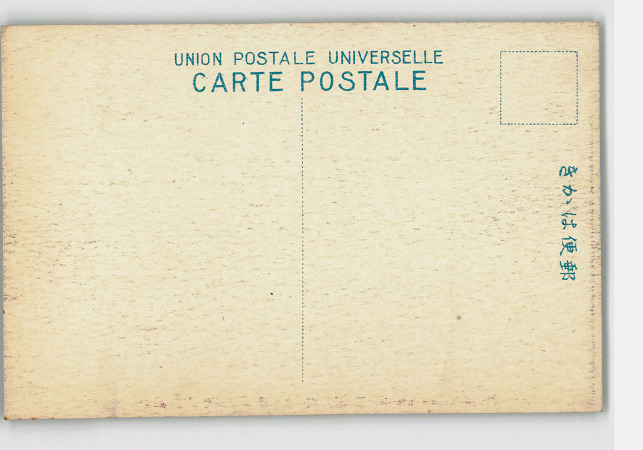 UNION POSTALE UNIVERSELLE
CARTE POSTALE
きかは便郵